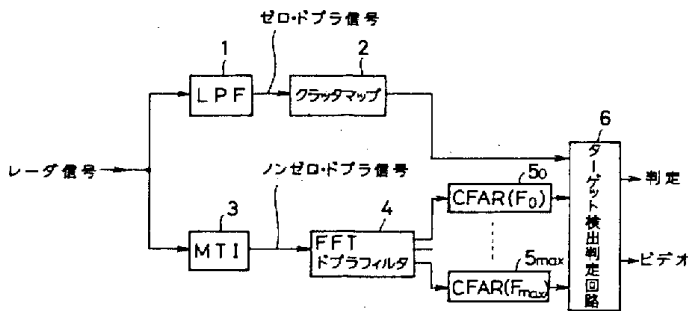 ゼロ・ドプラ信号
1
2
LPF
クラッタマップ
6
レーダ信号
ノンゼロ・ドプラ信号
ターゲット検出判定回路
判定
3
4
5o
CFAR(F0)
MTI
FFT
ドプラフィルタ
5max
CFAR(Fmax)
ビデオ